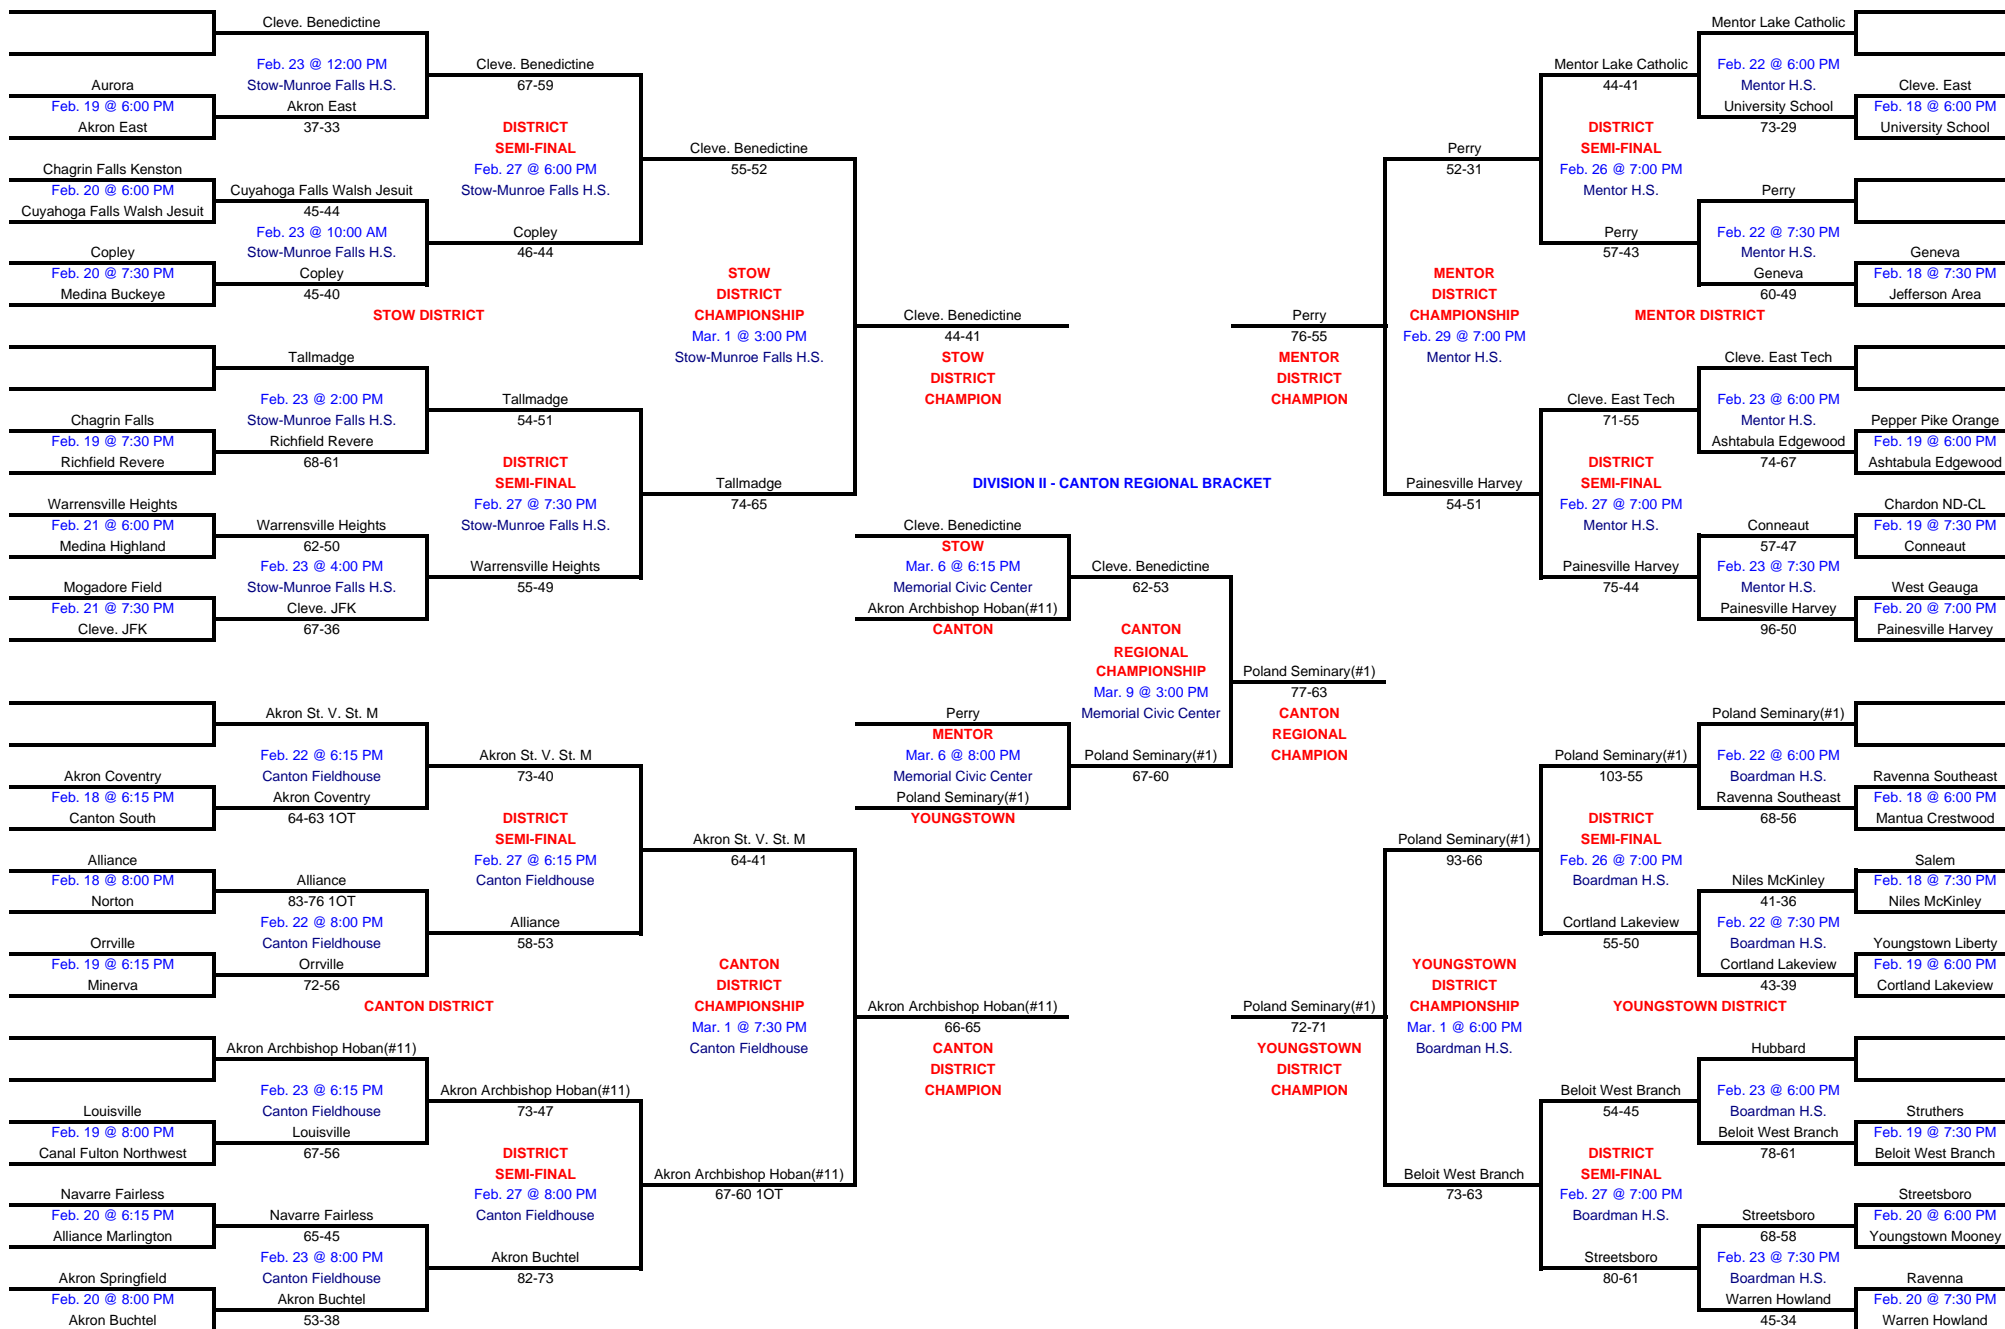 Cleve. Benedictine
Feb. 23 @ 12:00 PM
Stow-Munroe Falls H.S.
Aurora
Feb. 19 @ 6:00 PM
Akron East
Akron East
37-33
Cleve. Benedictine
67-59
DISTRICT
SEMI-FINAL
Feb. 27 @ 6:00 PM
Stow-Munroe Falls H.S.
Chagrin Falls Kenston
Feb. 20 @ 6:00 PM
Cuyahoga Falls Walsh Jesuit
Cuyahoga Falls Walsh Jesuit
45-44
Feb. 23 @ 10:00 AM
Stow-Munroe Falls H.S.
Copley
Feb. 20 @ 7:30 PM
Medina Buckeye
Copley
45-40
Copley
46-44
Cleve. Benedictine
55-52
STOW DISTRICT
STOW
DISTRICT
CHAMPIONSHIP
Mar. 1 @ 3:00 PM
Stow-Munroe Falls H.S.
Cleve. Benedictine
44-41
STOW
DISTRICT
CHAMPION
Tallmadge
Feb. 23 @ 2:00 PM
Stow-Munroe Falls H.S.
Chagrin Falls
Feb. 19 @ 7:30 PM
Richfield Revere
Richfield Revere
68-61
Tallmadge
54-51
DISTRICT
SEMI-FINAL
Feb. 27 @ 7:30 PM
Stow-Munroe Falls H.S.
Warrensville Heights
Feb. 21 @ 6:00 PM
Medina Highland
Warrensville Heights
62-50
Feb. 23 @ 4:00 PM
Stow-Munroe Falls H.S.
Mogadore Field
Feb. 21 @ 7:30 PM
Cleve. JFK
Cleve. JFK
67-36
Warrensville Heights
55-49
Tallmadge
74-65
Mentor Lake Catholic
Feb. 22 @ 6:00 PM
Mentor H.S.
Cleve. East
Feb. 18 @ 6:00 PM
University School
University School
73-29
Mentor Lake Catholic
44-41
DISTRICT
SEMI-FINAL
Feb. 26 @ 7:00 PM
Mentor H.S.
Perry
Feb. 22 @ 7:30 PM
Mentor H.S.
Geneva
Feb. 18 @ 7:30 PM
Jefferson Area
Geneva
60-49
Perry
57-43
Perry
52-31
MENTOR DISTRICT
MENTOR
DISTRICT
CHAMPIONSHIP
Feb. 29 @ 7:00 PM
Mentor H.S.
Perry
76-55
MENTOR
DISTRICT
CHAMPION
Cleve. East Tech
Feb. 23 @ 6:00 PM
Mentor H.S.
Pepper Pike Orange
Feb. 19 @ 6:00 PM
Ashtabula Edgewood
Ashtabula Edgewood
74-67
Cleve. East Tech
71-55
DISTRICT
SEMI-FINAL
Feb. 27 @ 7:00 PM
Mentor H.S.
Chardon ND-CL
Feb. 19 @ 7:30 PM
Conneaut
Conneaut
57-47
Feb. 23 @ 7:30 PM
Mentor H.S.
West Geauga
Feb. 20 @ 7:00 PM
Painesville Harvey
Painesville Harvey
96-50
Painesville Harvey
75-44
Painesville Harvey
54-51
DIVISION II - CANTON REGIONAL BRACKET
Cleve. Benedictine
STOW
Mar. 6 @ 6:15 PM
Memorial Civic Center
Akron Archbishop Hoban(#11)
CANTON
Cleve. Benedictine
62-53
CANTON
REGIONAL
CHAMPIONSHIP
Mar. 9 @ 3:00 PM
Memorial Civic Center
Perry
MENTOR
Mar. 6 @ 8:00 PM
Memorial Civic Center
Poland Seminary(#1)
YOUNGSTOWN
Poland Seminary(#1)
67-60
Poland Seminary(#1)
77-63
CANTON
REGIONAL
CHAMPION
Akron St. V. St. M
Feb. 22 @ 6:15 PM
Canton Fieldhouse
Akron Coventry
Feb. 18 @ 6:15 PM
Canton South
Akron Coventry
64-63 1OT
Akron St. V. St. M
73-40
DISTRICT
SEMI-FINAL
Feb. 27 @ 6:15 PM
Canton Fieldhouse
Alliance
Feb. 18 @ 8:00 PM
Norton
Alliance
83-76 1OT
Feb. 22 @ 8:00 PM
Canton Fieldhouse
Orrville
Feb. 19 @ 6:15 PM
Minerva
Orrville
72-56
Alliance
58-53
Akron St. V. St. M
64-41
CANTON DISTRICT
CANTON
DISTRICT
CHAMPIONSHIP
Mar. 1 @ 7:30 PM
Canton Fieldhouse
Akron Archbishop Hoban(#11)
66-65
CANTON
DISTRICT
CHAMPION
Akron Archbishop Hoban(#11)
Feb. 23 @ 6:15 PM
Canton Fieldhouse
Louisville
Feb. 19 @ 8:00 PM
Canal Fulton Northwest
Louisville
67-56
Akron Archbishop Hoban(#11)
73-47
DISTRICT
SEMI-FINAL
Feb. 27 @ 8:00 PM
Canton Fieldhouse
Navarre Fairless
Feb. 20 @ 6:15 PM
Alliance Marlington
Navarre Fairless
65-45
Feb. 23 @ 8:00 PM
Canton Fieldhouse
Akron Springfield
Feb. 20 @ 8:00 PM
Akron Buchtel
Akron Buchtel
53-38
Akron Buchtel
82-73
Akron Archbishop Hoban(#11)
67-60 1OT
Poland Seminary(#1)
Feb. 22 @ 6:00 PM
Boardman H.S.
Ravenna Southeast
Feb. 18 @ 6:00 PM
Mantua Crestwood
Ravenna Southeast
68-56
Poland Seminary(#1)
103-55
DISTRICT
SEMI-FINAL
Feb. 26 @ 7:00 PM
Boardman H.S.
Salem
Feb. 18 @ 7:30 PM
Niles McKinley
Niles McKinley
41-36
Feb. 22 @ 7:30 PM
Boardman H.S.
Youngstown Liberty
Feb. 19 @ 6:00 PM
Cortland Lakeview
Cortland Lakeview
43-39
Cortland Lakeview
55-50
Poland Seminary(#1)
93-66
YOUNGSTOWN DISTRICT
YOUNGSTOWN
DISTRICT
CHAMPIONSHIP
Mar. 1 @ 6:00 PM
Boardman H.S.
Poland Seminary(#1)
72-71
YOUNGSTOWN
DISTRICT
CHAMPION
Hubbard
Feb. 23 @ 6:00 PM
Boardman H.S.
Struthers
Feb. 19 @ 7:30 PM
Beloit West Branch
Beloit West Branch
78-61
Beloit West Branch
54-45
DISTRICT
SEMI-FINAL
Feb. 27 @ 7:00 PM
Boardman H.S.
Streetsboro
Feb. 20 @ 6:00 PM
Youngstown Mooney
Streetsboro
68-58
Feb. 23 @ 7:30 PM
Boardman H.S.
Ravenna
Feb. 20 @ 7:30 PM
Warren Howland
Warren Howland
45-34
Streetsboro
80-61
Beloit West Branch
73-63